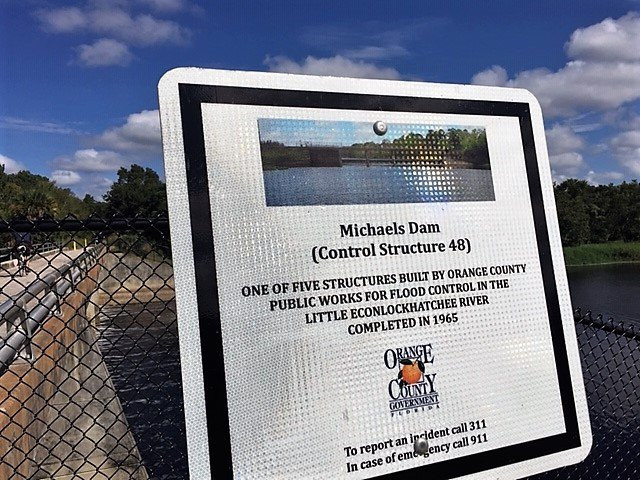 Michaels Dam
(Control Structure 48)
ONE OF FIVE STRUCTURES BUILT BY ORANGE COUNTY
PUBLIC WORKS FOR FLOOD CONTROL IN THE
LITTLE ECONLOCKHATCHEE RIVER
COMPLETED IN 1965
ORANGE
COUNTY
GOVERNMENT
FLORIDA
To report an incident call 311
In case of emergency call 911